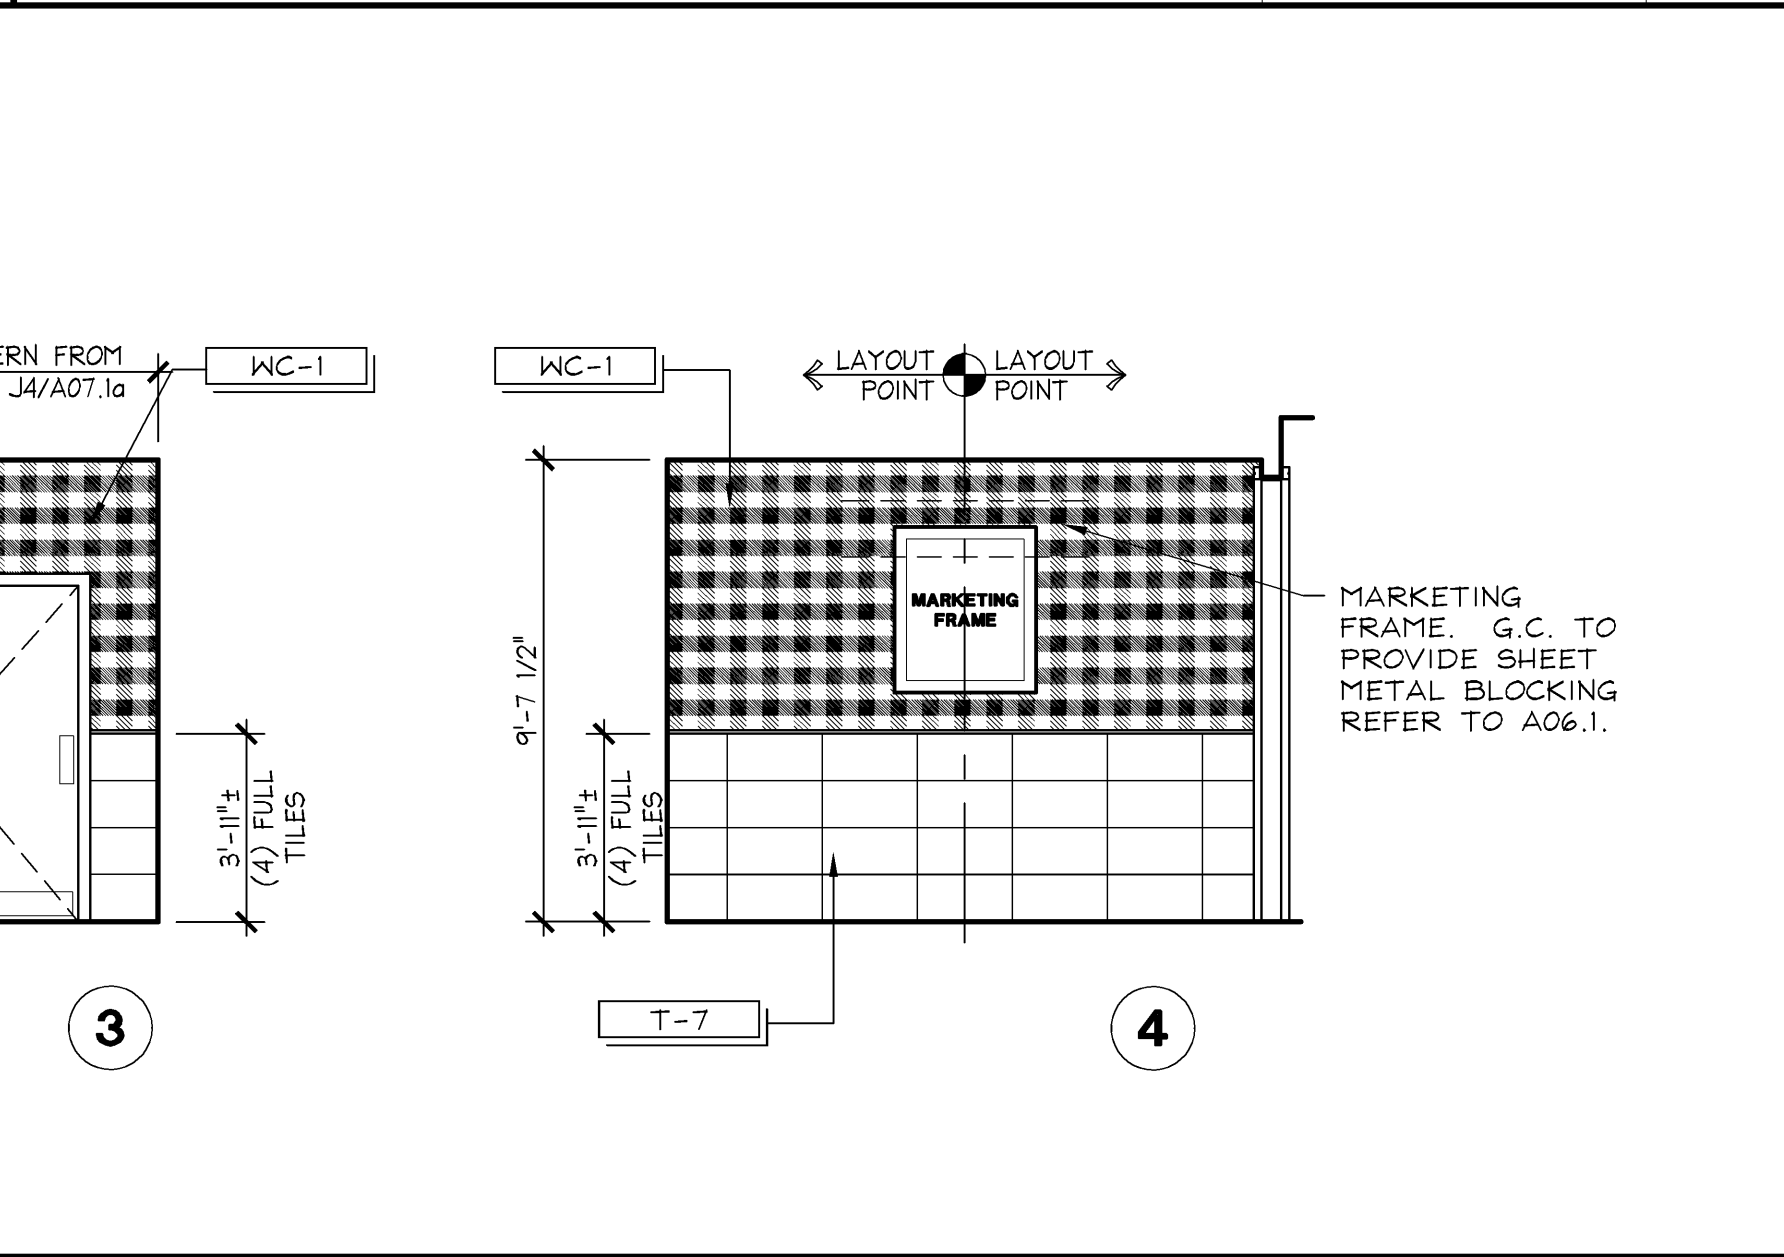 ERN FROM
J4/A07.1a
WC-1
WC-1
LAYOUT
POINT
LAYOUT
POINT
MARKETING
FRAME
MARKETING
FRAME. G.C. TO
PROVIDE SHEET
METAL BLOCKING
REFER TO A06.1.
9'-7 1/2"
3'-11"±
(4) FULL
TILES
3'-11"±
(4) FULL
TILES
T-7
3
4